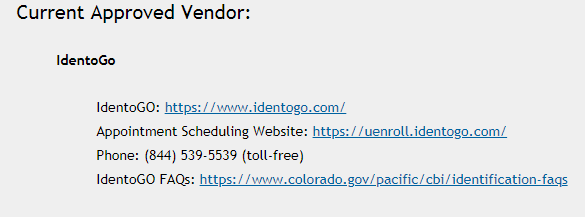 Current Approved Vendor:
IdentoGo
IdentoGO: https://www.identogo.com/
Appointment Scheduling Website: https://uenroll.identogo.com/
Phone: (844) 539-5539 (toll-free)
IdentoGO FAQs: https://www.colorado.gov/pacific/cbi/identification-faqs